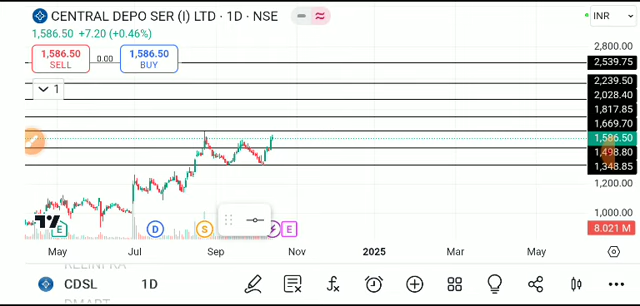 CENTRAL DEPO SER (I) LTD · 1D · NSE
INR
1,586.50 +7.20 (+0.46%)
1,586.50 SELL
0.00
1,586.50 BUY
1
2,800.00
2,539.75
2,239.50
2,028.40
1,817.85
1,669.70
1,586.50
1,498.80
1,348.85
1,200.00
1,000.00
8.021 M
E D S E
May Jul Sep Nov 2025 Mar May
CDSL 1D